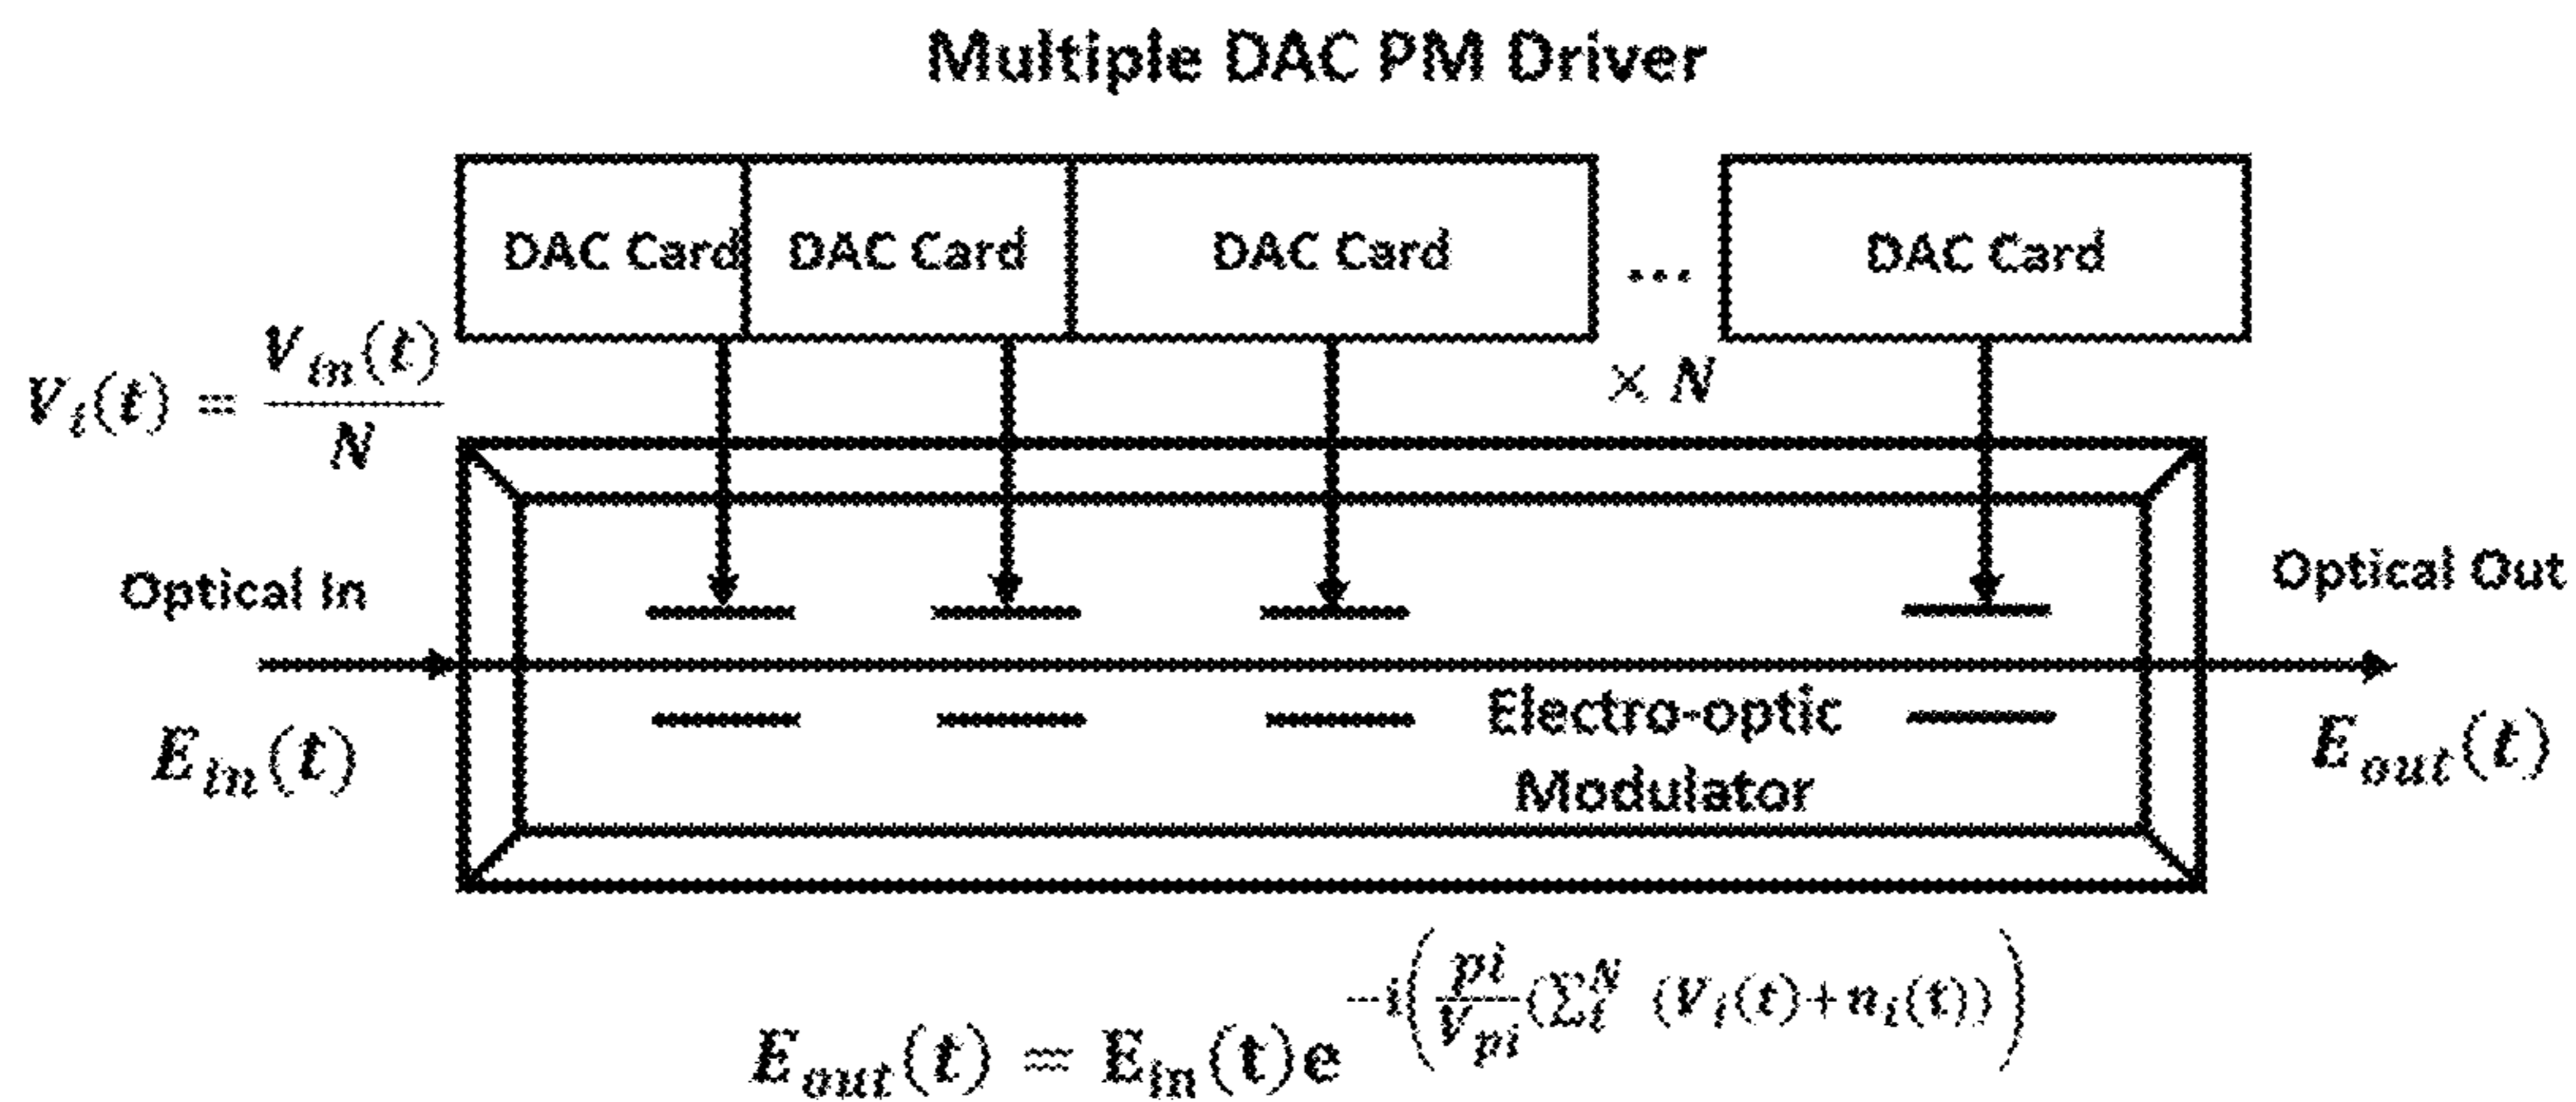 Multiple DAC PM Driver
DAC Card DAC Card DAC Card ... DAC Card
× N
V_i(t) = V_in(t) / N
Optical In
Optical Out
E_in(t)
Electro-optic
Modulator
E_out(t)
E_out(t) = E_in(t)e^{-i(pi/V_pi(Σ_i^N (V_i(t)+n_i(t)))}